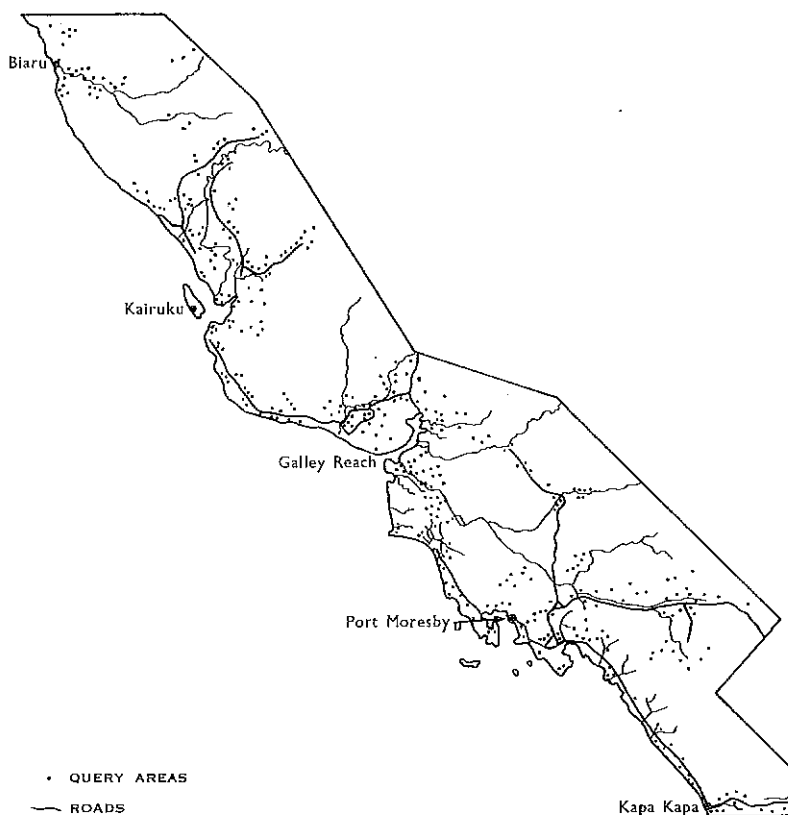 Biaru
Kairuku
Galley Reach
Port Moresby
• QUERY AREAS
ROADS
Kapa Kapa